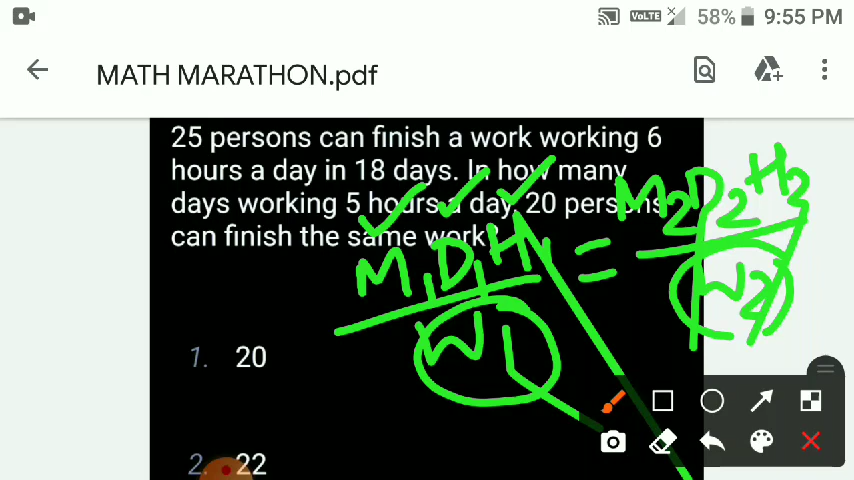 VoLTE 58% 9:55 PM
MATH MARATHON.pdf
25 persons can finish a work working 6
hours a day in 18 days. In how many
days working 5 hours a day, 20 persons
can finish the same work?
M1D1H1 = M2D2H2
W1 W2
1. 20
2. 22